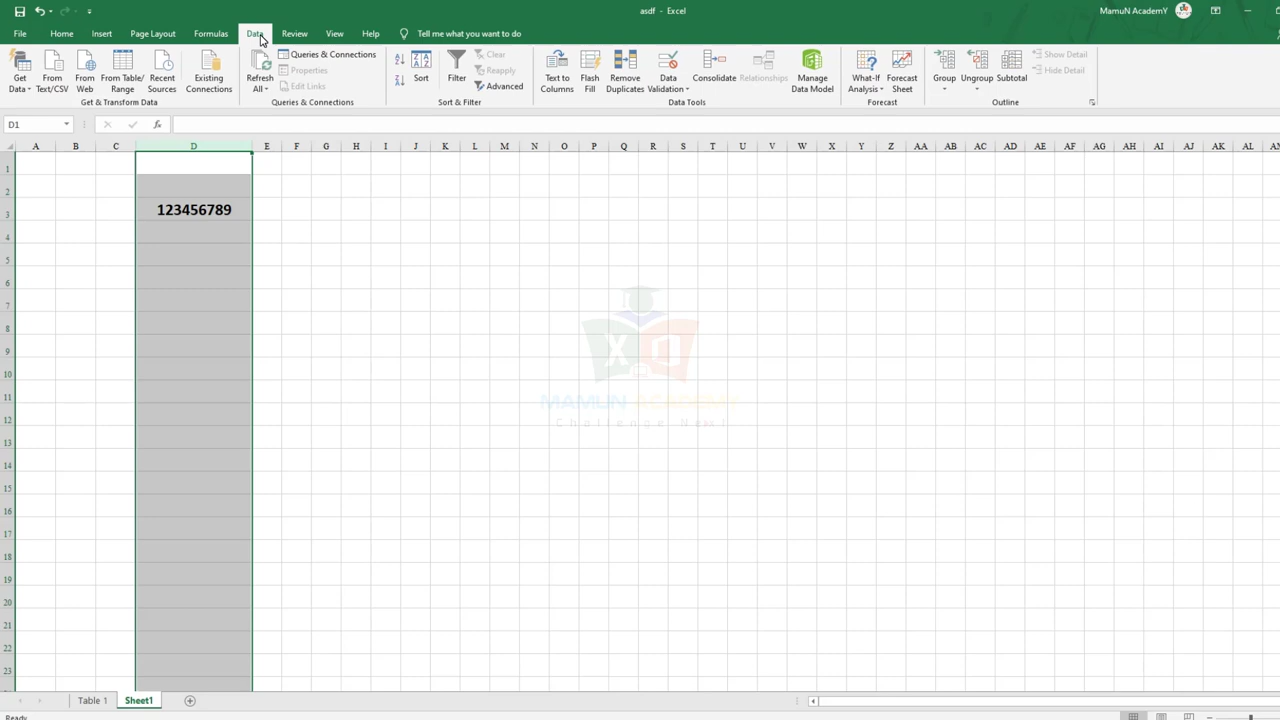 asdf - Excel
MamuN AcademY
File Home Insert Page Layout Formulas Data Review View Help Tell me what you want to do
Get Data
From Text/CSV
From Web
From Table/ Range
Recent Sources
Existing Connections
Get & Transform Data
Refresh All
Queries & Connections
Properties
Edit Links
Queries & Connections
Sort
Filter
Clear
Reapply
Advanced
Sort & Filter
Text to Columns
Flash Fill
Remove Duplicates
Data Validation
Consolidate
Relationships
Manage Data Model
Data Tools
What-If Analysis
Forecast Sheet
Forecast
Group
Ungroup
Subtotal
Show Detail
Hide Detail
Outline
D1
A B C D E F G H I J K L M N O P Q R S T U V W X Y Z AA AB AC AD AE AF AG AH AI AJ AK AL AM
1
2
3 123456789
4
5
6
7
8
9
10
11
12
13
14
15
16
17
18
19
20
21
22
23
MAMUN ACADEMY
Challenge Next
Table 1 Sheet1
Ready